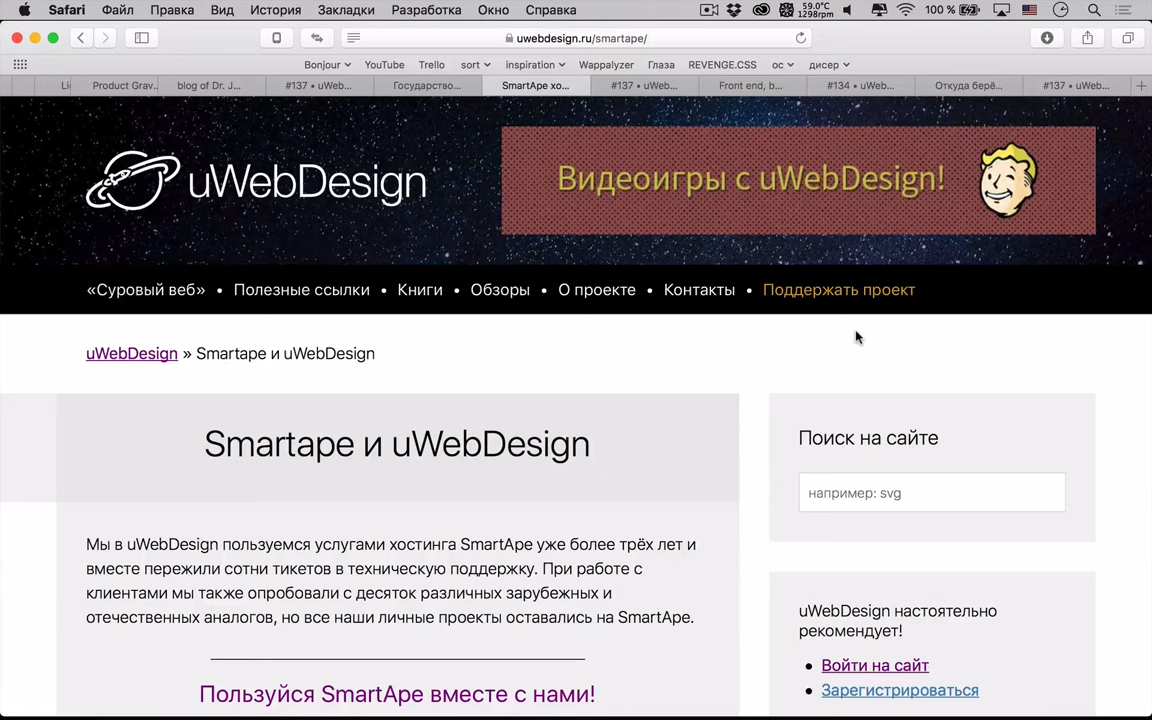 Safari Файл Правка Вид История Закладки Разработка Окно Справка 59.0°C 1298rpm 100 %
uwebdesign.ru/smartape/
Bonjour YouTube Trello sort inspiration Wappalyzer Глаза REVENGE.CSS ос дисер
Li Product Grav... blog of Dr. J... #137 • uWeb... Государство... SmartApe хо... #137 • uWeb... Front end, b... #134 • uWeb... Откуда берё... #137 • uWeb...
uWebDesign
Видеоигры с uWebDesign!
«Суровый веб» • Полезные ссылки • Книги • Обзоры • О проекте • Контакты • Поддержать проект
uWebDesign » Smartape и uWebDesign
Smartape и uWebDesign
Мы в uWebDesign пользуемся услугами хостинга SmartApe уже более трёх лет и
вместе пережили сотни тикетов в техническую поддержку. При работе с
клиентами мы также опробовали с десяток различных зарубежных и
отечественных аналогов, но все наши личные проекты оставались на SmartApe.
Пользуйся SmartApe вместе с нами!
Поиск на сайте
например: svg
uWebDesign настоятельно
рекомендует!
• Войти на сайт
• Зарегистрироваться